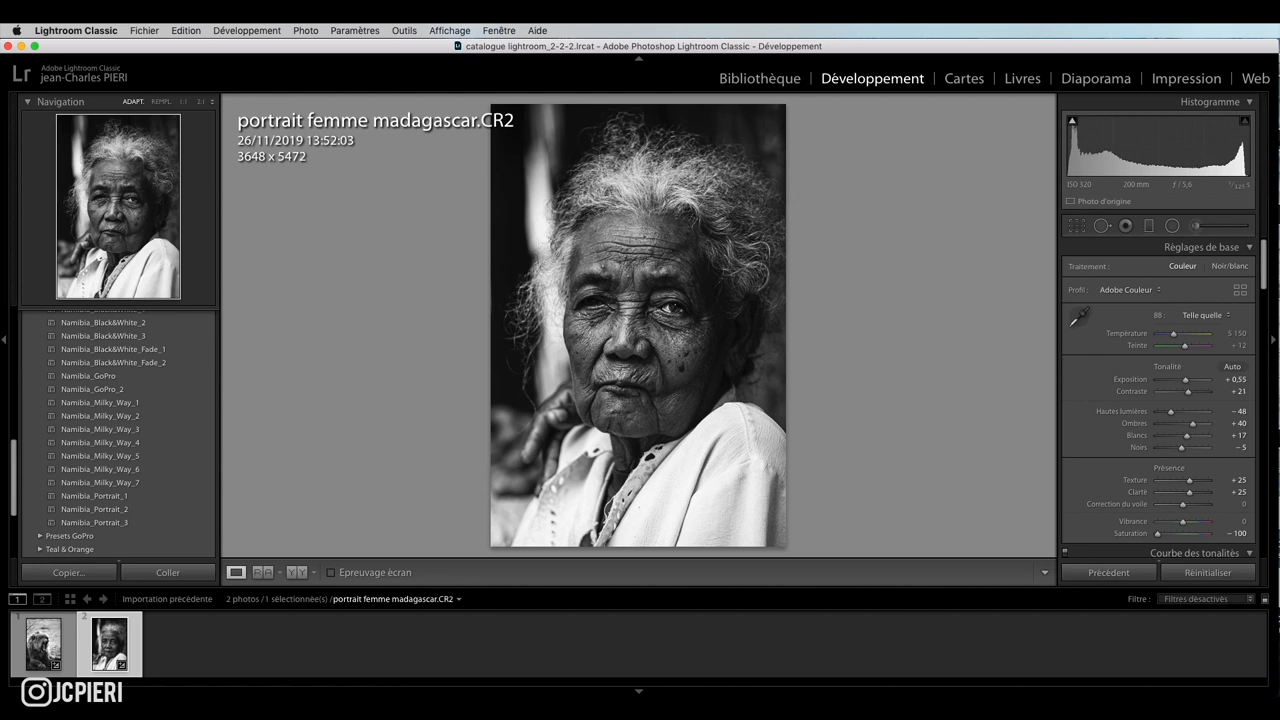 Lightroom Classic Fichier Edition Développement Photo Paramètres Outils Affichage Fenêtre Aide
catalogue lightroom_2-2-2.lrcat - Adobe Photoshop Lightroom Classic - Développement
Lr
Adobe Lightroom Classic
jean-Charles PIERI
Bibliothèque | Développement | Cartes | Livres | Diaporama | Impression | Web
Navigation ADAPT. REMPL. 1:1 2:1
portrait femme madagascar.CR2
26/11/2019 13:52:03
3648 x 5472
Namibia_Black&White_2
Namibia_Black&White_3
Namibia_Black&White_Fade_1
Namibia_Black&White_Fade_2
Namibia_GoPro
Namibia_GoPro_2
Namibia_Milky_Way_1
Namibia_Milky_Way_2
Namibia_Milky_Way_3
Namibia_Milky_Way_4
Namibia_Milky_Way_5
Namibia_Milky_Way_6
Namibia_Milky_Way_7
Namibia_Portrait_1
Namibia_Portrait_2
Namibia_Portrait_3
Presets GoPro
Teal & Orange
Copier... Coller
Histogramme
ISO 320 200 mm ƒ / 5,6 1/125 s
Photo d'origine
Réglages de base
Traitement : Couleur Noir/blanc
Profil : Adobe Couleur
BB : Telle quelle
Température 5 150
Teinte + 12
Tonalité Auto
Exposition + 0,55
Contraste + 21
Hautes lumières – 48
Ombres + 40
Blancs + 17
Noirs – 5
Présence
Texture + 25
Clarté + 25
Correction du voile 0
Vibrance 0
Saturation – 100
Courbe des tonalités
Précédent Réinitialiser
Epreuvage écran
1 2 Importation précédente 2 photos / 1 sélectionnée(s) / portrait femme madagascar.CR2 Filtre : Filtres désactivés
1 2
JCPIERI